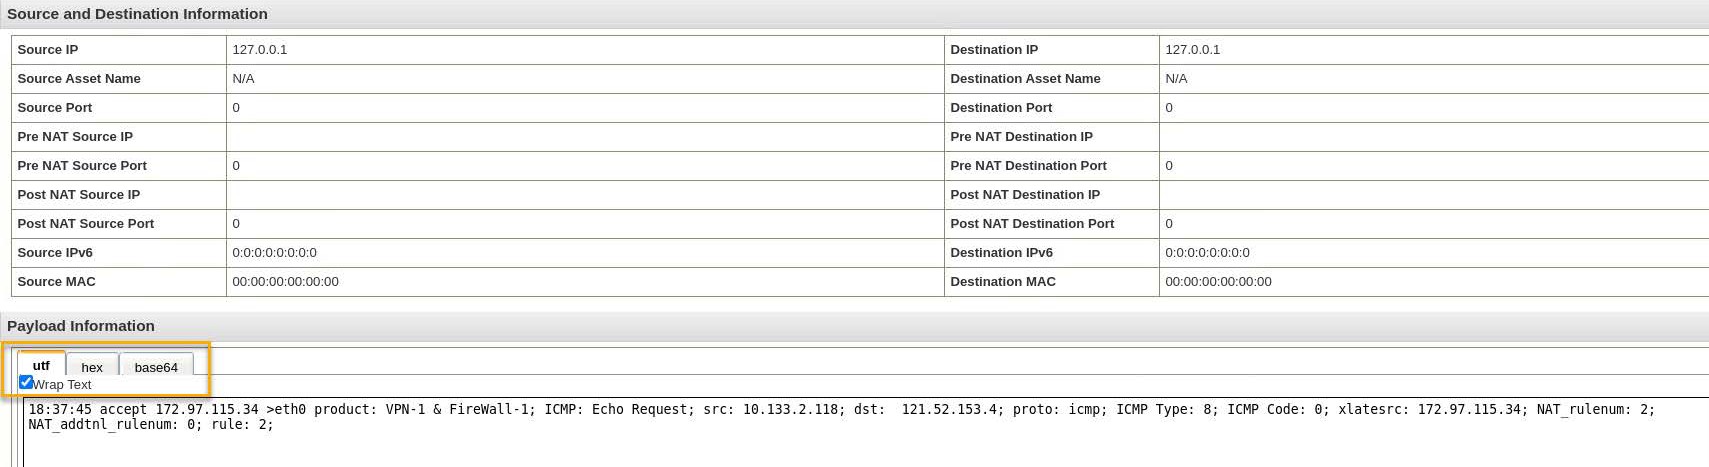 Source and Destination Information
Source IP 127.0.0.1 Destination IP 127.0.0.1
Source Asset Name N/A Destination Asset Name N/A
Source Port 0 Destination Port 0
Pre NAT Source IP Pre NAT Destination IP
Pre NAT Source Port 0 Pre NAT Destination Port 0
Post NAT Source IP Post NAT Destination IP
Post NAT Source Port 0 Post NAT Destination Port 0
Source IPv6 0:0:0:0:0:0:0:0 Destination IPv6 0:0:0:0:0:0:0:0
Source MAC 00:00:00:00:00:00 Destination MAC 00:00:00:00:00:00
Payload Information
utf hex base64
Wrap Text
18:37:45 accept 172.97.115.34 >eth0 product: VPN-1 & FireWall-1; ICMP: Echo Request; src: 10.133.2.118; dst:  121.52.153.4; proto: icmp; ICMP Type: 8; ICMP Code: 0; xlatesrc: 172.97.115.34; NAT_rulenum: 2;
NAT_addtnl_rulenum: 0; rule: 2;